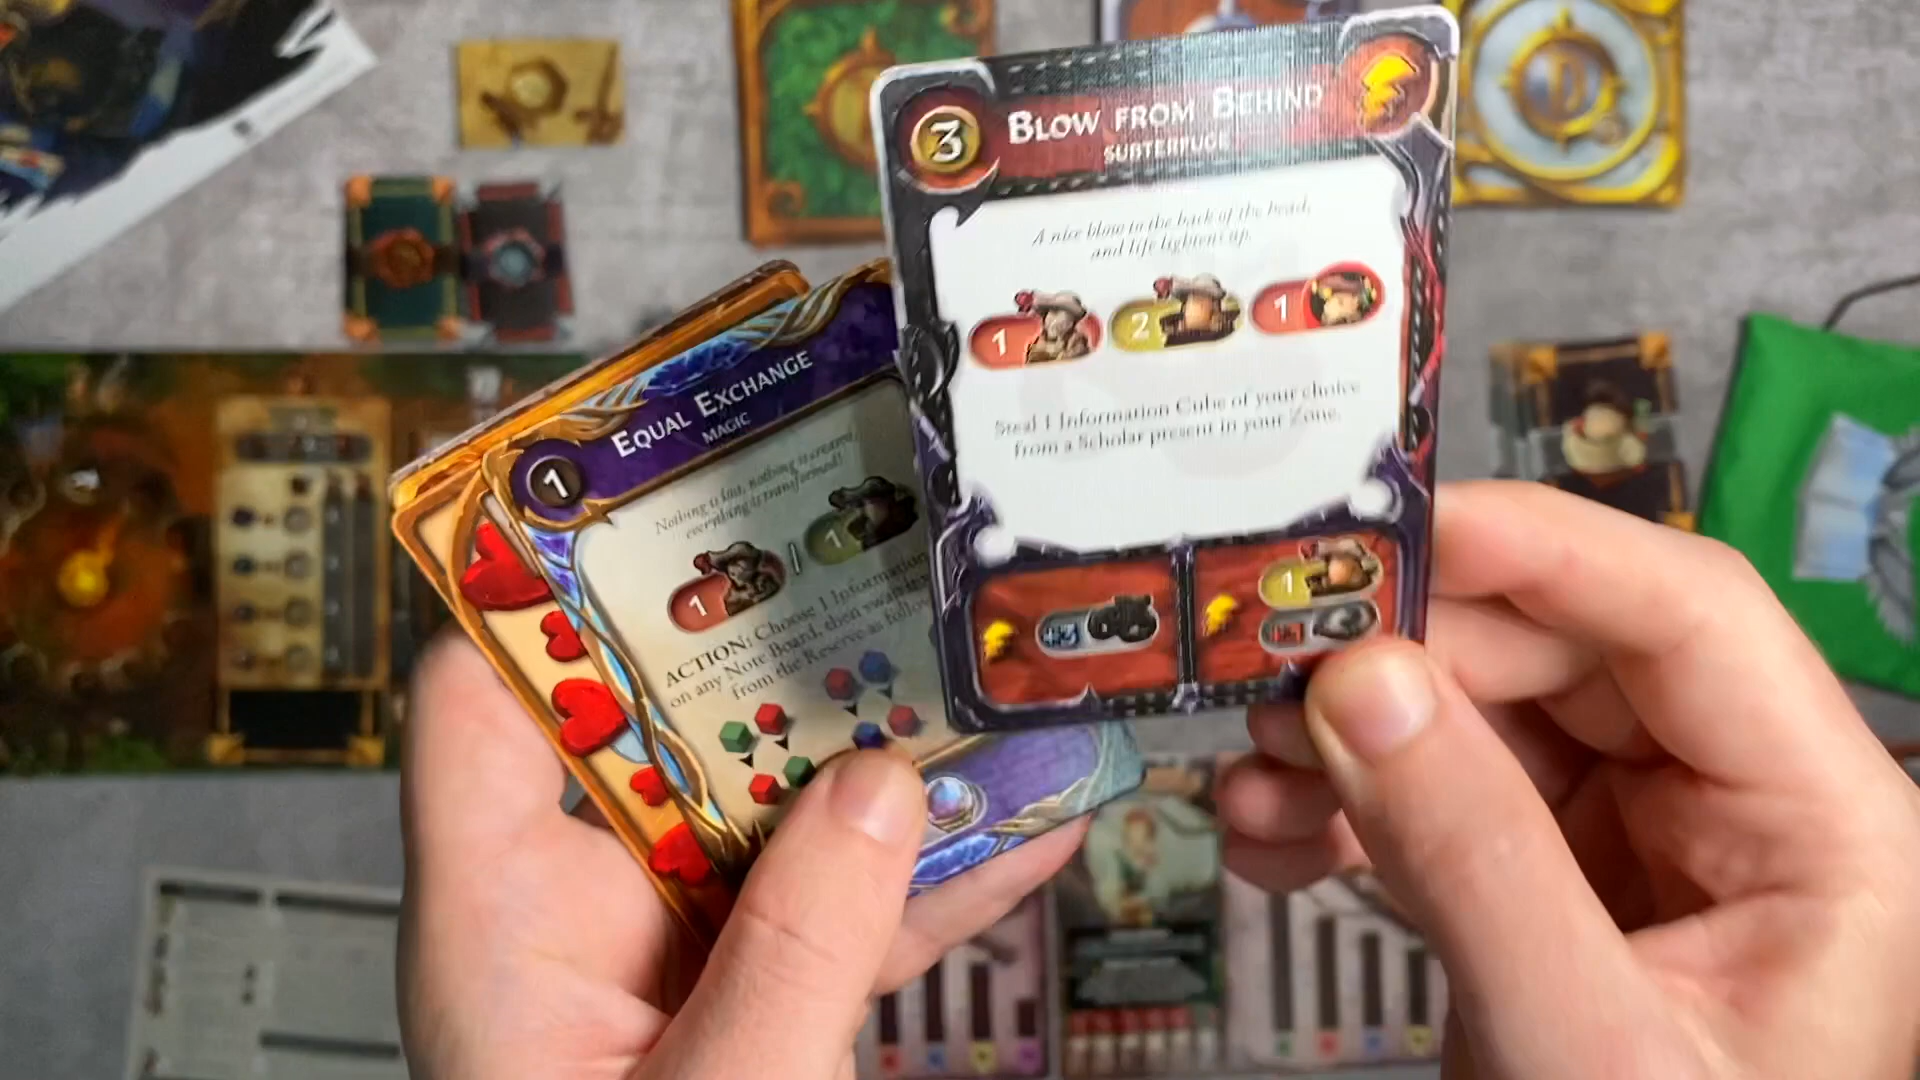 3
BLOW FROM BEHIND
SUBTERFUGE
A nice blow to the back of the head,
and life lightens up.
1 2 1
Steal 1 Information Cube of your choice
from a Scholar present in your Zone.
+3
1
1
EQUAL EXCHANGE
MAGIC
Nothing is lost, nothing is created,
everything is transformed!
1 | 1
ACTION: Choose 1 Information
on any Note Board, then swap
from the Reserve as follow